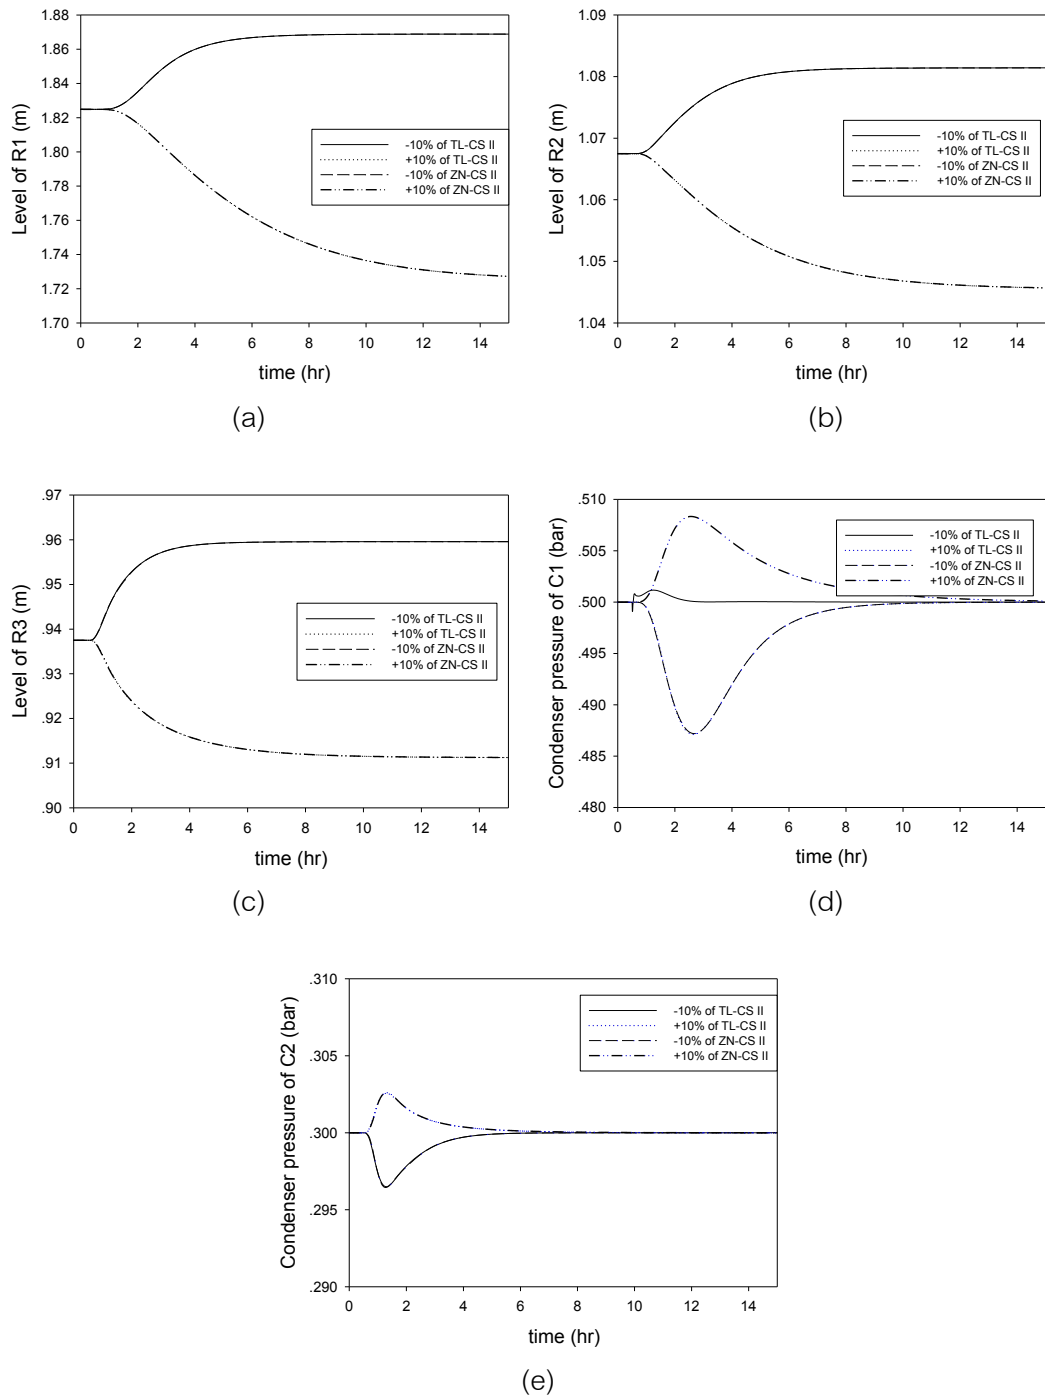 1.88
1.86
1.84
1.82
1.80
1.78
1.76
1.74
1.72
1.70
Level of R1 (m)
-10% of TL-CS II
+10% of TL-CS II
-10% of ZN-CS II
+10% of ZN-CS II
0 2 4 6 8 10 12 14
time (hr)
(a)
1.09
1.08
1.07
1.06
1.05
1.04
Level of R2 (m)
-10% of TL-CS II
+10% of TL-CS II
-10% of ZN-CS II
+10% of ZN-CS II
0 2 4 6 8 10 12 14
time (hr)
(b)
.97
.96
.95
.94
.93
.92
.91
.90
Level of R3 (m)
-10% of TL-CS II
+10% of TL-CS II
-10% of ZN-CS II
+10% of ZN-CS II
0 2 4 6 8 10 12 14
time (hr)
(c)
.510
.505
.500
.495
.490
.485
.480
Condenser pressure of C1 (bar)
-10% of TL-CS II
+10% of TL-CS II
-10% of ZN-CS II
+10% of ZN-CS II
0 2 4 6 8 10 12 14
time (hr)
(d)
.310
.305
.300
.295
.290
Condenser pressure of C2 (bar)
-10% of TL-CS II
+10% of TL-CS II
-10% of ZN-CS II
+10% of ZN-CS II
0 2 4 6 8 10 12 14
time (hr)
(e)